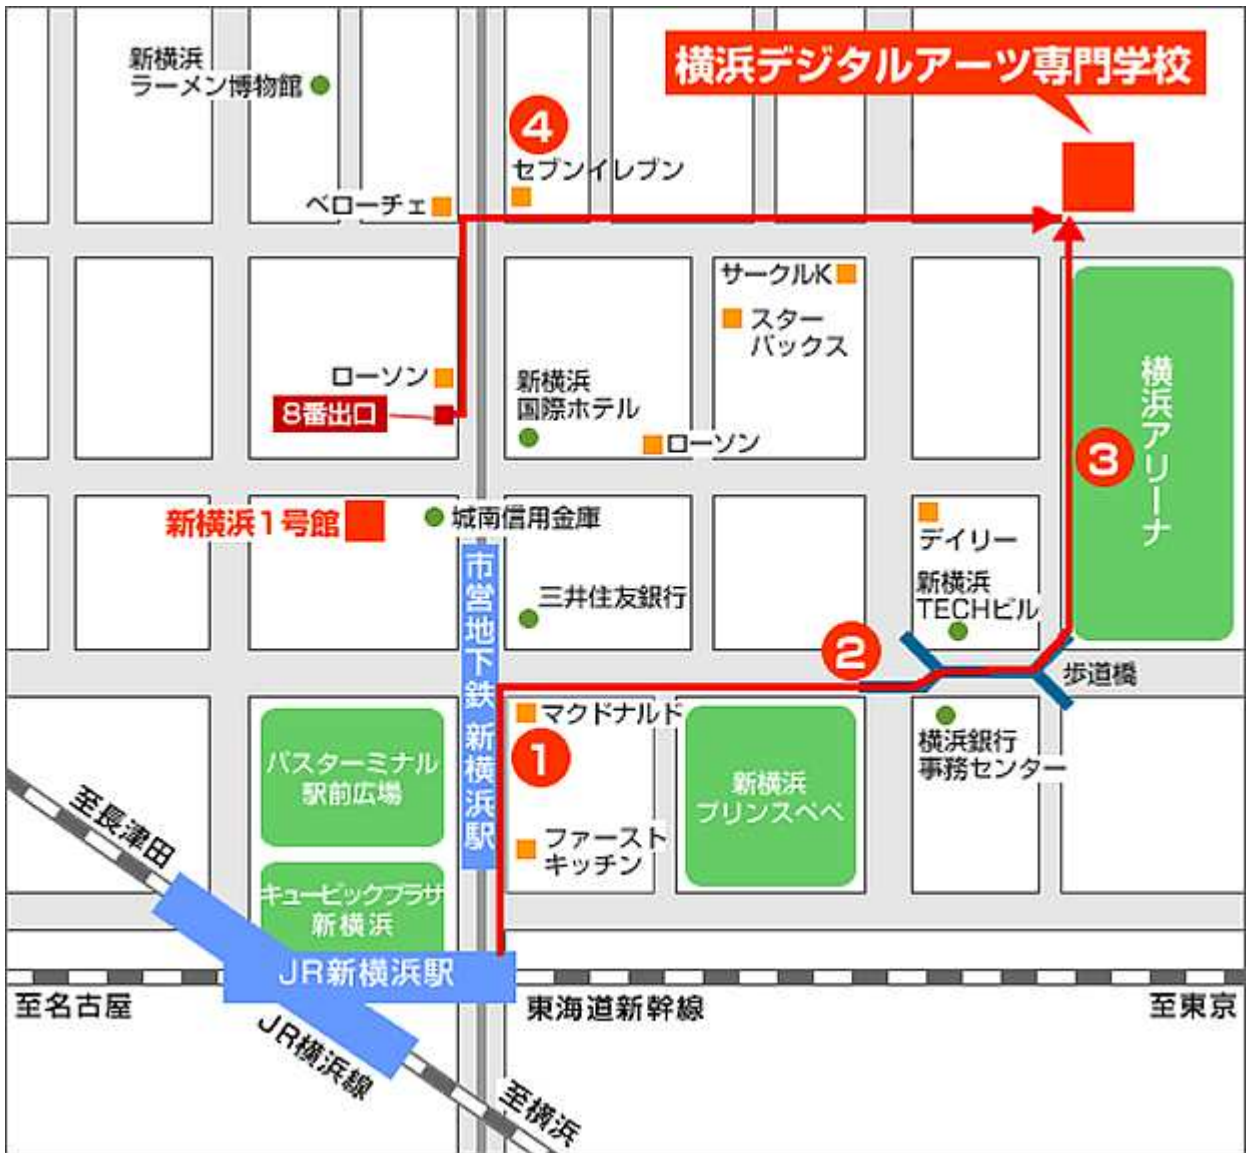 新横浜
ラーメン博物館
横浜デジタルアーツ専門学校
4
セブンイレブン
ベローチェ
サークルK
スター
バックス
ローソン
8番出口
新横浜
国際ホテル
ローソン
横浜アリーナ
3
新横浜1号館
城南信用金庫
デイリー
新横浜
TECHビル
三井住友銀行
市営地下鉄 新横浜駅
2
歩道橋
マクドナルド
1
横浜銀行
事務センター
バスターミナル
駅前広場
新横浜
プリンスペペ
ファースト
キッチン
至長津田
キュービックプラザ
新横浜
JR新横浜駅
至名古屋
東海道新幹線
至東京
JR横浜線
至横浜